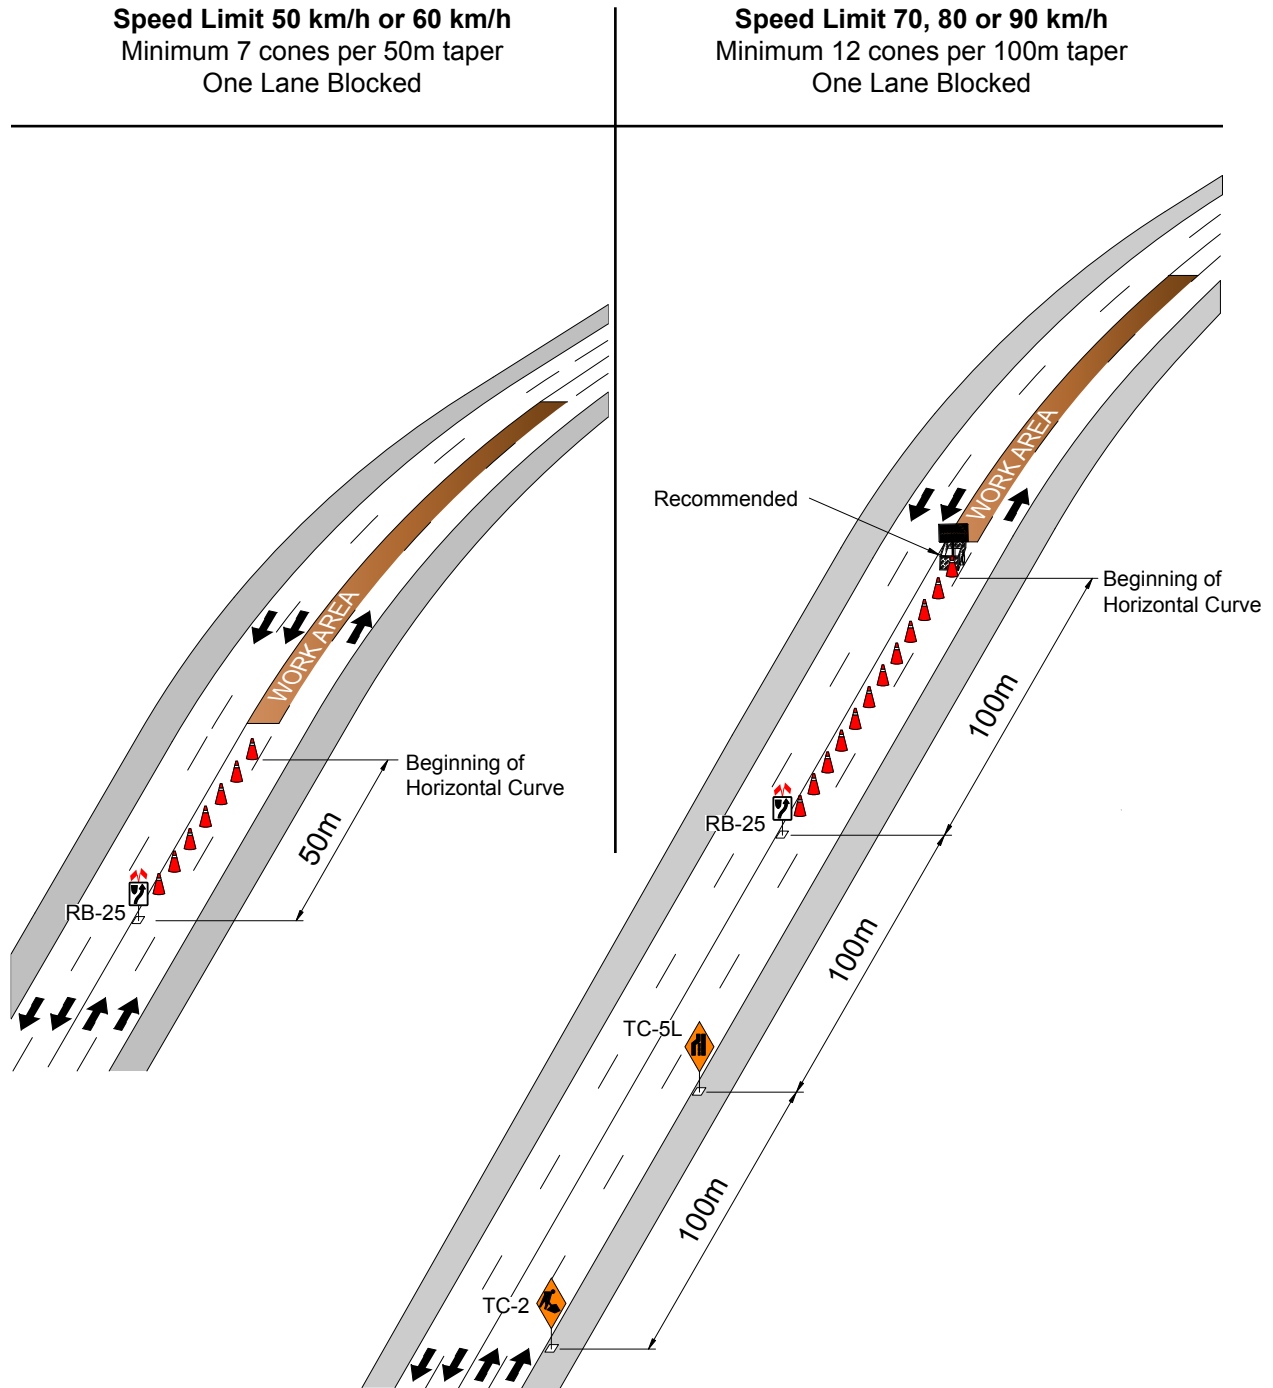 Speed Limit 50 km/h or 60 km/h
Minimum 7 cones per 50m taper
One Lane Blocked
Speed Limit 70, 80 or 90 km/h
Minimum 12 cones per 100m taper
One Lane Blocked
WORK AREA
Beginning of
Horizontal Curve
50m
RB-25
Recommended
WORK AREA
Beginning of
Horizontal Curve
100m
RB-25
100m
TC-5L
100m
TC-2